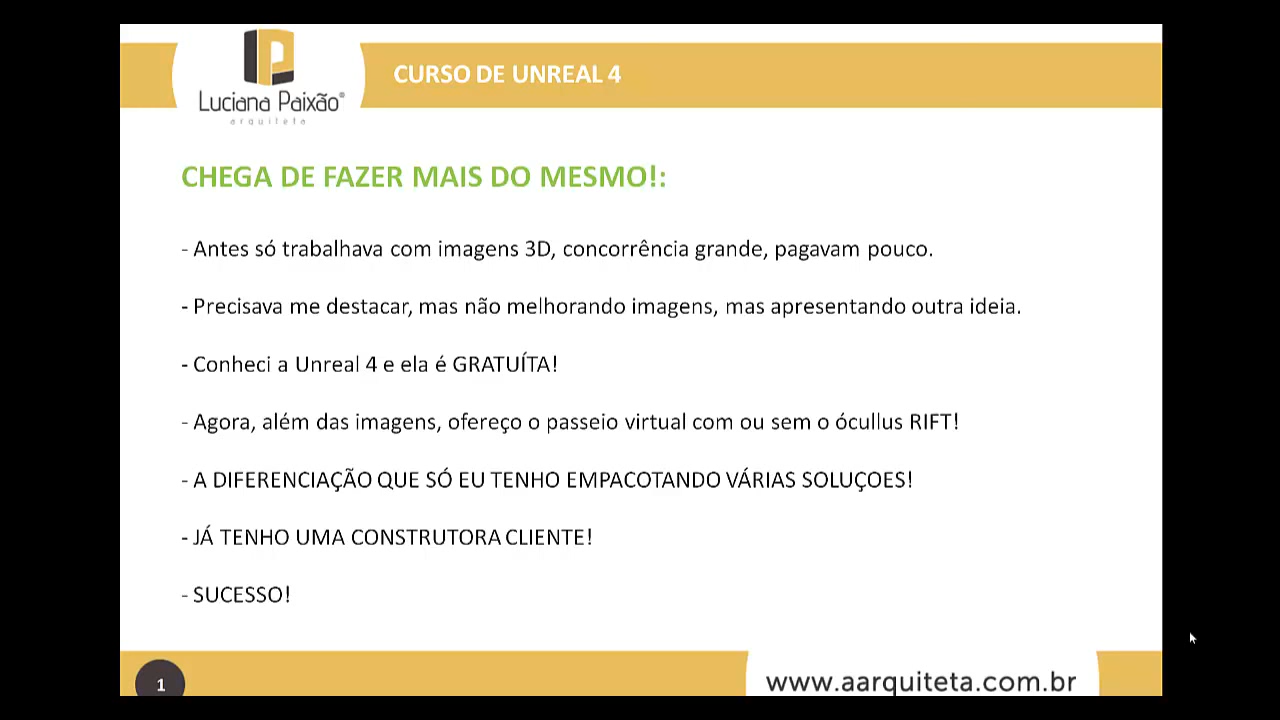 Luciana Paixão®
arquiteta
CURSO DE UNREAL 4
CHEGA DE FAZER MAIS DO MESMO!:
- Antes só trabalhava com imagens 3D, concorrência grande, pagavam pouco.
- Precisava me destacar, mas não melhorando imagens, mas apresentando outra ideia.
- Conheci a Unreal 4 e ela é GRATUÍTA!
- Agora, além das imagens, ofereço o passeio virtual com ou sem o ócullus RIFT!
- A DIFERENCIAÇÃO QUE SÓ EU TENHO EMPACOTANDO VÁRIAS SOLUÇOES!
- JÁ TENHO UMA CONSTRUTORA CLIENTE!
- SUCESSO!
1
www.aarquiteta.com.br